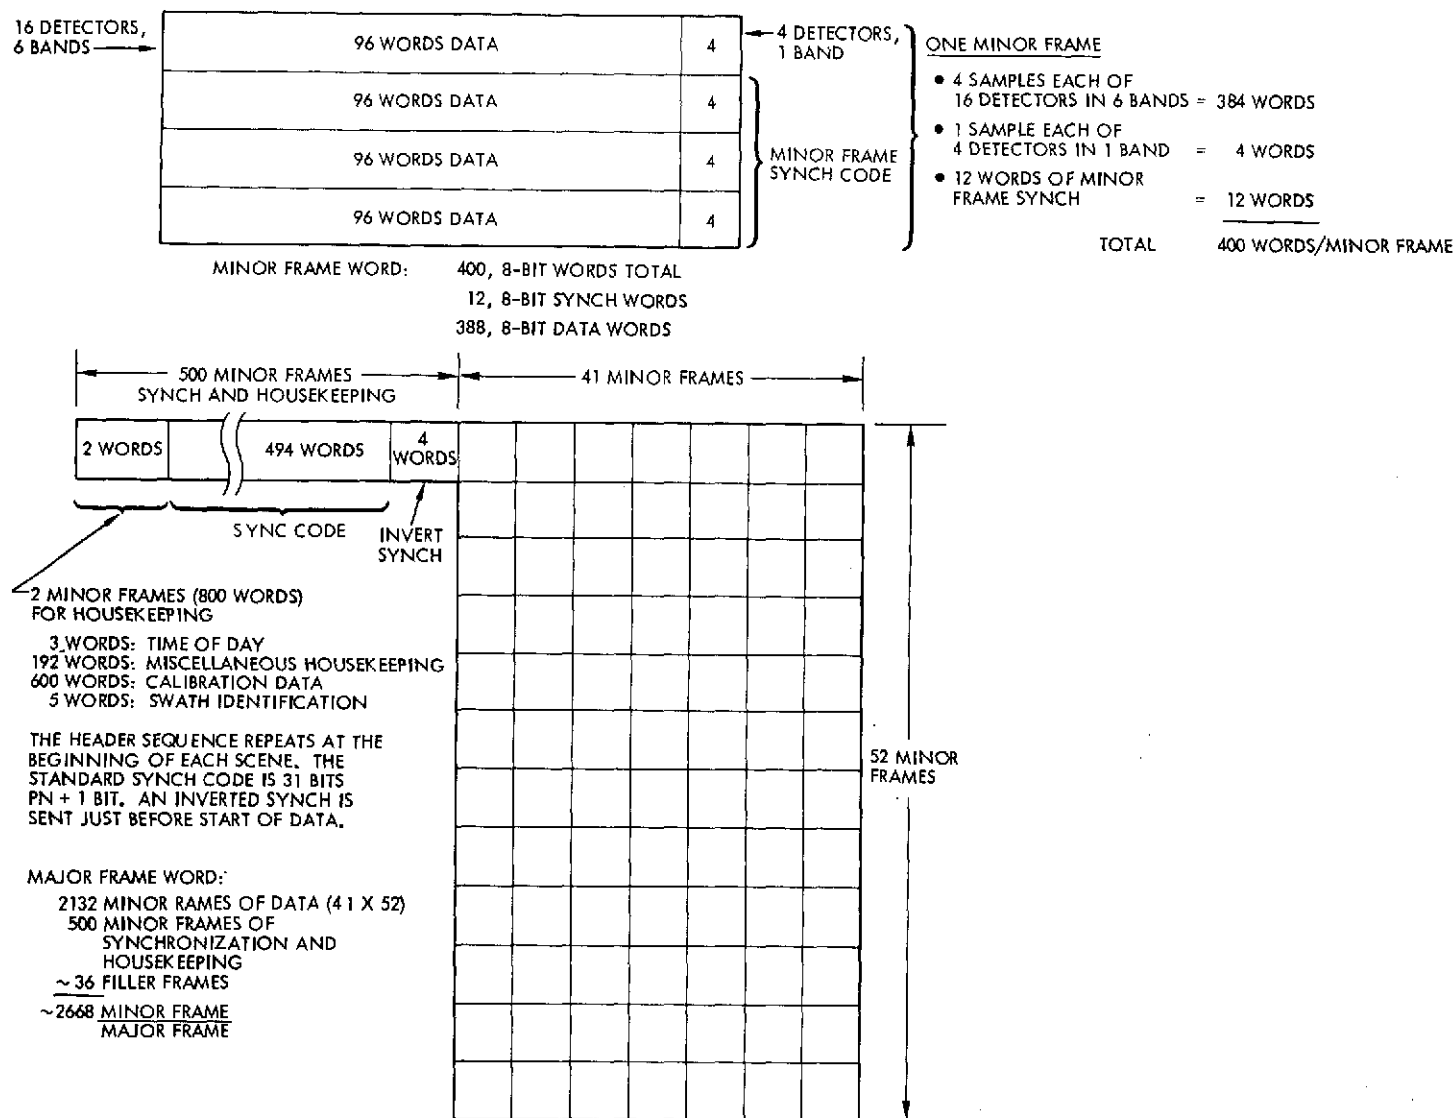 16 DETECTORS,
6 BANDS
96 WORDS DATA
4
4 DETECTORS,
1 BAND
96 WORDS DATA
4
96 WORDS DATA
4
96 WORDS DATA
4
MINOR FRAME
SYNCH CODE
ONE MINOR FRAME
• 4 SAMPLES EACH OF
16 DETECTORS IN 6 BANDS = 384 WORDS
• 1 SAMPLE EACH OF
4 DETECTORS IN 1 BAND = 4 WORDS
• 12 WORDS OF MINOR
FRAME SYNCH = 12 WORDS
TOTAL 400 WORDS/MINOR FRAME
MINOR FRAME WORD: 400, 8-BIT WORDS TOTAL
12, 8-BIT SYNCH WORDS
388, 8-BIT DATA WORDS
500 MINOR FRAMES
SYNCH AND HOUSEKEEPING
41 MINOR FRAMES
2 WORDS
494 WORDS
4
WORDS
SYNC CODE
INVERT
SYNCH
2 MINOR FRAMES (800 WORDS)
FOR HOUSEKEEPING
3 WORDS: TIME OF DAY
192 WORDS: MISCELLANEOUS HOUSEKEEPING
600 WORDS: CALIBRATION DATA
5 WORDS: SWATH IDENTIFICATION
THE HEADER SEQUENCE REPEATS AT THE
BEGINNING OF EACH SCENE. THE
STANDARD SYNCH CODE IS 31 BITS
PN + 1 BIT. AN INVERTED SYNCH IS
SENT JUST BEFORE START OF DATA.
52 MINOR
FRAMES
MAJOR FRAME WORD:
2132 MINOR RAMES OF DATA (41 X 52)
500 MINOR FRAMES OF
SYNCHRONIZATION AND
HOUSEKEEPING
~ 36 FILLER FRAMES
~2668 MINOR FRAME
MAJOR FRAME